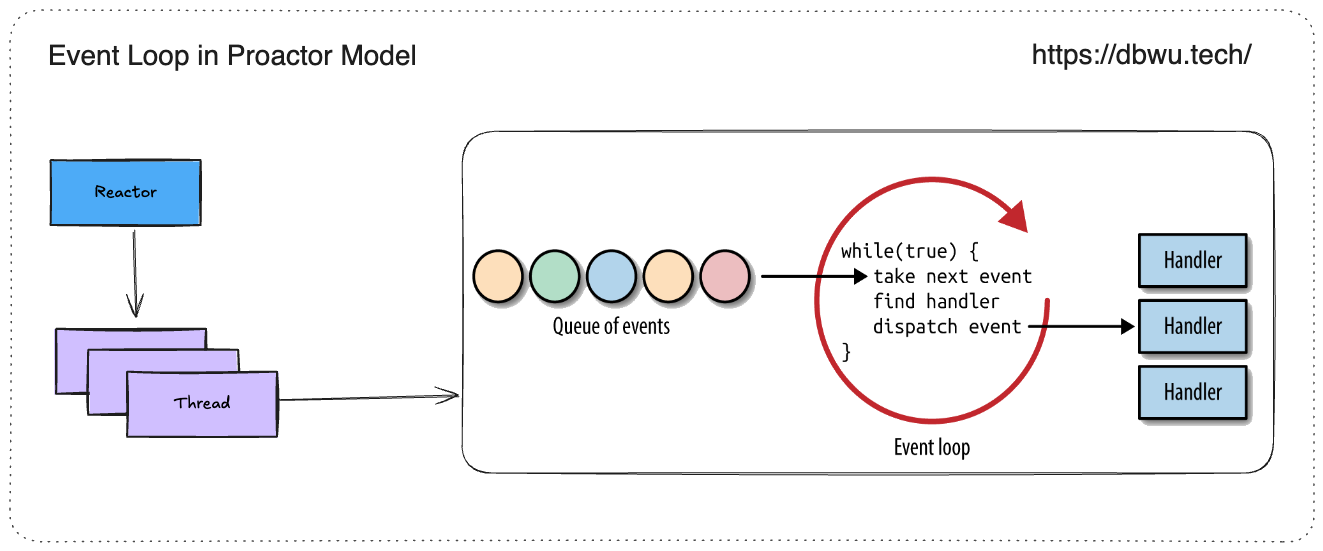 Event Loop in Proactor Model
https://dbwu.tech/
Reactor
Thread
Queue of events
while(true) {
take next event
find handler
dispatch event
}
Event loop
Handler
Handler
Handler